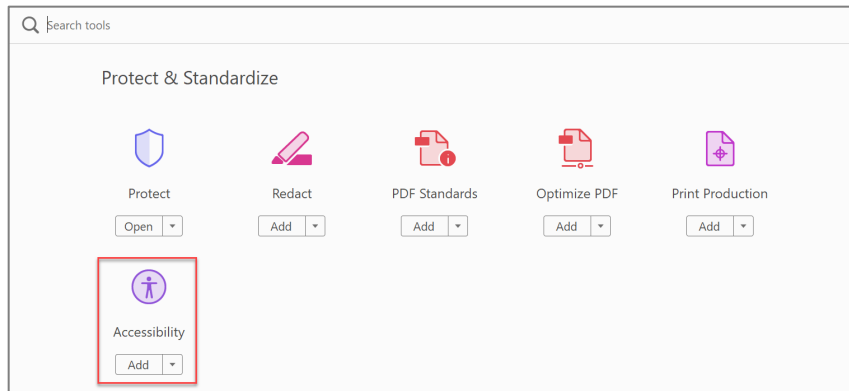 Search tools
Protect & Standardize
Protect Redact PDF Standards Optimize PDF Print Production
Open Add Add Add Add
Accessibility
Add